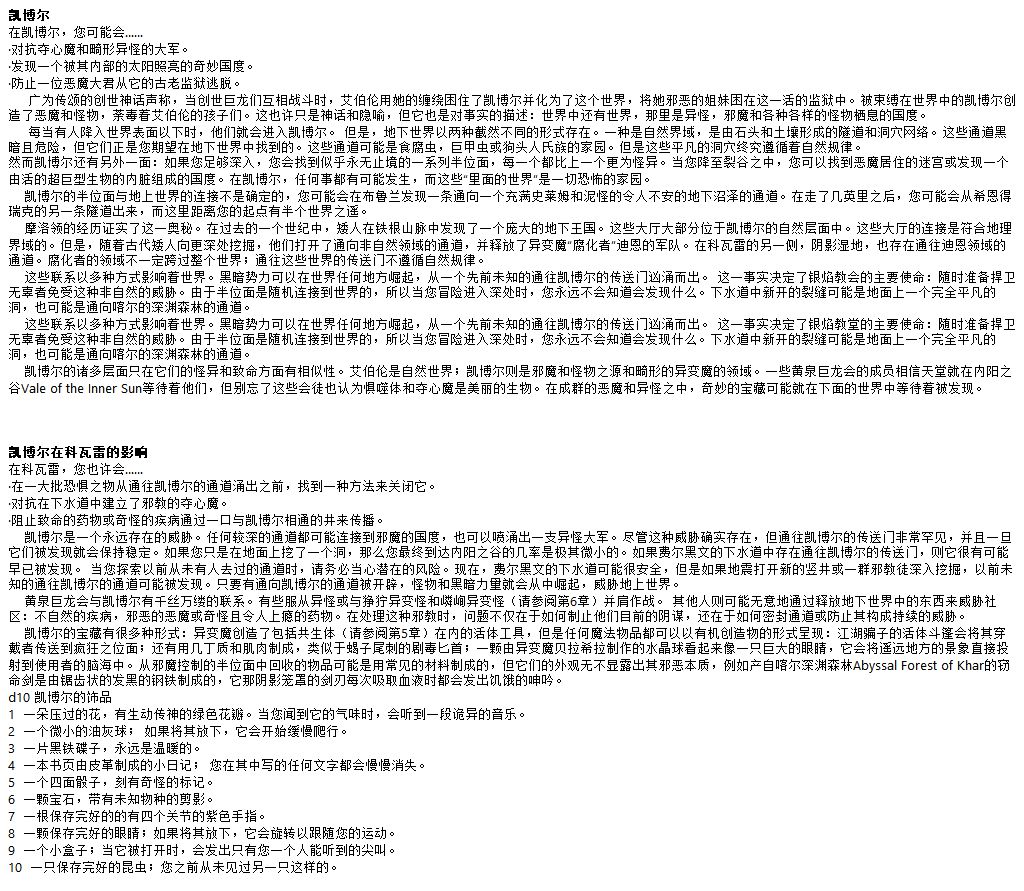 凯博尔
在凯博尔，您可能会……
·对抗夺心魔和畸形异怪的大军。
·发现一个被其内部的太阳照亮的奇妙国度。
·防止一位恶魔大君从它的古老监狱逃脱。
广为传颂的创世神话声称，当创世巨龙们互相战斗时，艾伯伦用她的缠绕困住了凯博尔并化为了这个世界，将她邪恶的姐妹困在这一活的监狱中。被束缚在世界中的凯博尔创
造了恶魔和怪物，荼毒着艾伯伦的孩子们。这也许只是神话和隐喻，但它也是对事实的描述：世界中还有世界，那里是异怪，邪魔和各种各样的怪物栖息的国度。
每当有人降入世界表面以下时，他们就会进入凯博尔。 但是，地下世界以两种截然不同的形式存在。一种是自然界域，是由石头和土壤形成的隧道和洞穴网络。这些通道黑
暗且危险，但它们正是您期望在地下世界中找到的。这些通道可能是食腐虫，巨甲虫或狗头人氏族的家园。但是这些平凡的洞穴终究遵循着自然规律。
然而凯博尔还有另外一面：如果您足够深入，您会找到似乎永无止境的一系列半位面，每一个都比上一个更为怪异。当您降至裂谷之中，您可以找到恶魔居住的迷宫或发现一个
由活的超巨型生物的内脏组成的国度。在凯博尔，任何事都有可能发生，而这些“里面的世界”是一切恐怖的家园。
凯博尔的半位面与地上世界的连接不是确定的，您可能会在布鲁兰发现一条通向一个充满史莱姆和泥怪的令人不安的地下沼泽的通道。在走了几英里之后，您可能会从希恩得
瑞克的另一条隧道出来，而这里距离您的起点有半个世界之遥。
摩洛领的经历证实了这一奥秘。在过去的一个世纪中，矮人在铁根山脉中发现了一个庞大的地下王国。这些大厅大部分位于凯博尔的自然层面中。这些大厅的连接是符合地理
界域的。但是，随着古代矮人向更深处挖掘，他们打开了通向非自然领域的通道，并释放了异变魔“腐化者”迪恩的军队。在科瓦雷的另一侧，阴影湿地，也存在通往迪恩领域的
通道。腐化者的领域不一定跨过整个世界；通往这些世界的传送门不遵循自然规律。
这些联系以多种方式影响着世界。黑暗势力可以在世界任何地方崛起，从一个先前未知的通往凯博尔的传送门汹涌而出。 这一事实决定了银焰教会的主要使命：随时准备捍卫
无辜者免受这种非自然的威胁。由于半位面是随机连接到世界的，所以当您冒险进入深处时，您永远不会知道会发现什么。下水道中新开的裂缝可能是地面上一个完全平凡的
洞，也可能是通向喀尔的深渊森林的通道。
这些联系以多种方式影响着世界。黑暗势力可以在世界任何地方崛起，从一个先前未知的通往凯博尔的传送门汹涌而出。 这一事实决定了银焰教堂的主要使命：随时准备捍卫
无辜者免受这种非自然的威胁。由于半位面是随机连接到世界的，所以当您冒险进入深处时，您永远不会知道会发现什么。下水道中新开的裂缝可能是地面上一个完全平凡的
洞，也可能是通向喀尔的深渊森林的通道。
凯博尔的诸多层面只在它们的怪异和致命方面有相似性。艾伯伦是自然世界；凯博尔则是邪魔和怪物之源和畸形的异变魔的领域。一些黄泉巨龙会的成员相信天堂就在内阳之
谷Vale of the Inner Sun等待着他们，但别忘了这些会徒也认为惧噬体和夺心魔是美丽的生物。在成群的恶魔和异怪之中，奇妙的宝藏可能就在下面的世界中等待着被发现。
凯博尔在科瓦雷的影响
在科瓦雷，您也许会……
·在一大批恐惧之物从通往凯博尔的通道涌出之前，找到一种方法来关闭它。
·对抗在下水道中建立了邪教的夺心魔。
·阻止致命的药物或奇怪的疾病通过一口与凯博尔相通的井来传播。
凯博尔是一个永远存在的威胁。任何较深的通道都可能连接到邪魔的国度，也可以喷涌出一支异怪大军。尽管这种威胁确实存在，但通往凯博尔的传送门非常罕见，并且一旦
它们被发现就会保持稳定。如果您只是在地面上挖了一个洞，那么您最终到达内阳之谷的几率是极其微小的。如果费尔黑文的下水道中存在通往凯博尔的传送门，则它很有可能
早已被发现。 当您探索以前从未有人去过的通道时，请务必当心潜在的风险。现在，费尔黑文的下水道可能很安全，但是如果地震打开新的竖井或一群邪教徒深入挖掘，以前未
知的通往凯博尔的通道可能被发现。只要有通向凯博尔的通道被开辟，怪物和黑暗力量就会从中崛起，威胁地上世界。
黄泉巨龙会与凯博尔有千丝万缕的联系。有些服从异怪或与狰狞异变怪和嶙峋异变怪（请参阅第6章）并肩作战。 其他人则可能无意地通过释放地下世界中的东西来威胁社
区：不自然的疾病，邪恶的恶魔或奇怪且令人上瘾的药物。在处理这种邪教时，问题不仅在于如何制止他们目前的阴谋，还在于如何密封通道或防止其构成持续的威胁。
凯博尔的宝藏有很多种形式：异变魔创造了包括共生体（请参阅第5章）在内的活体工具，但是任何魔法物品都可以以有机创造物的形式呈现：江湖骗子的活体斗篷会将其穿
戴者传送到疯狂之位面；还有用几丁质和肌肉制成，类似于蝎子尾刺的剧毒匕首；一颗由异变魔贝拉希拉制作的水晶球看起来像一只巨大的眼睛，它会将遥远地方的景象直接投
射到使用者的脑海中。从邪魔控制的半位面中回收的物品可能是用常见的材料制成的，但它们的外观无不显露出其邪恶本质，例如产自喀尔深渊森林Abyssal Forest of Khar的窃
命剑是由锯齿状的发黑的钢铁制成的，它那阴影笼罩的剑刃每次吸取血液时都会发出饥饿的呻吟。
d10 凯博尔的饰品
1 一朵压过的花，有生动传神的绿色花瓣。当您闻到它的气味时，会听到一段诡异的音乐。
2 一个微小的油灰球； 如果将其放下，它会开始缓慢爬行。
3 一片黑铁碟子，永远是温暖的。
4 一本书页由皮革制成的小日记； 您在其中写的任何文字都会慢慢消失。
5 一个四面骰子，刻有奇怪的标记。
6 一颗宝石，带有未知物种的剪影。
7 一根保存完好的的有四个关节的紫色手指。
8 一颗保存完好的眼睛；如果将其放下，它会旋转以跟随您的运动。
9 一个小盒子；当它被打开时，会发出只有您一个人能听到的尖叫。
10 一只保存完好的昆虫；您之前从未见过另一只这样的。